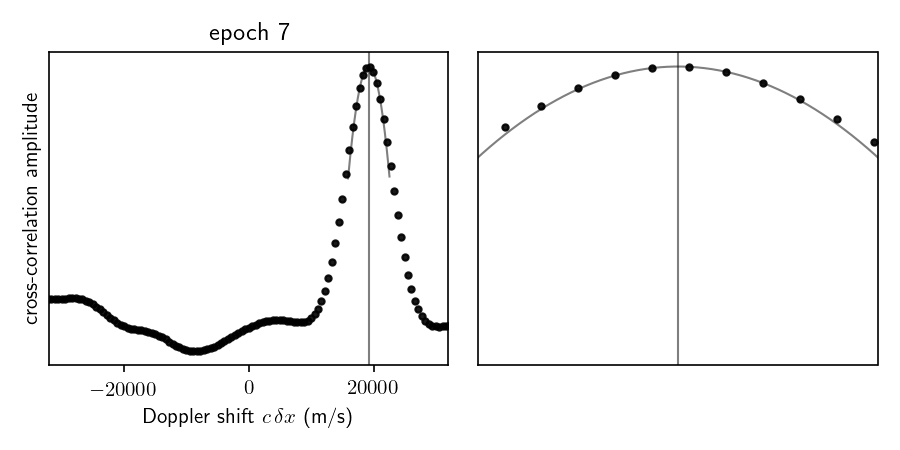 epoch 7
cross-correlation amplitude
−20000 0 20000
Doppler shift c δx (m/s)